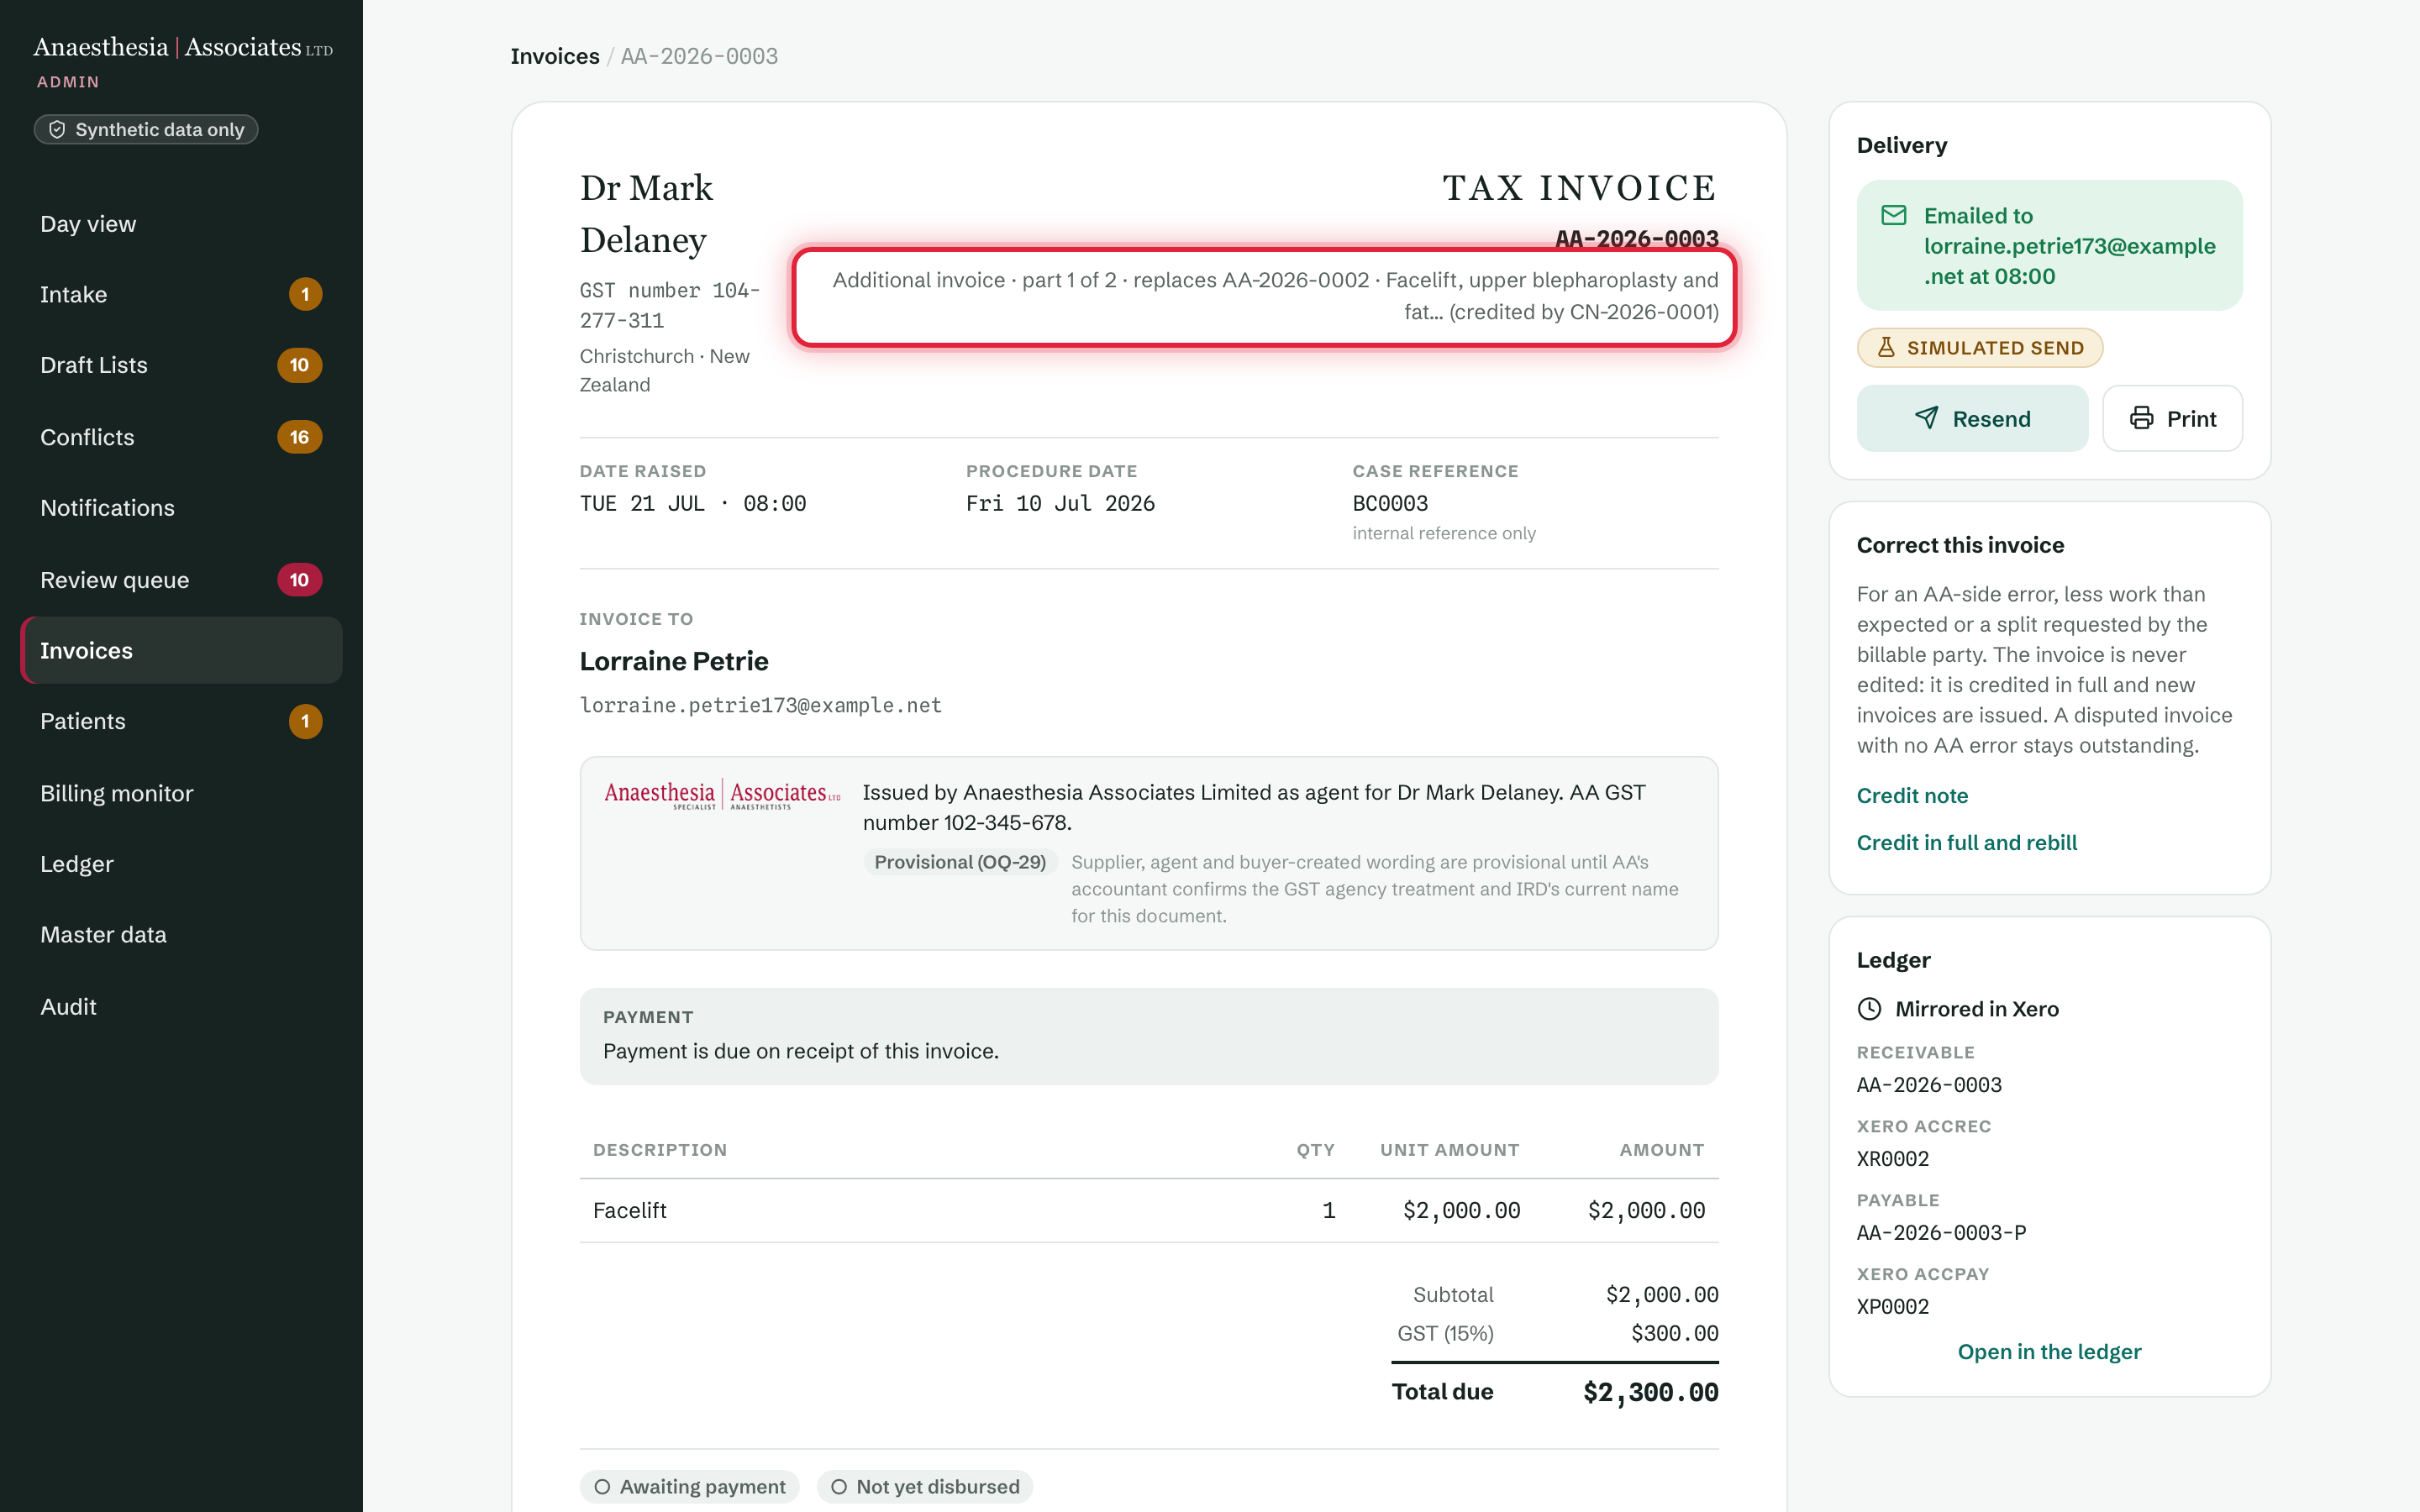 Anaesthesia | Associates LTD
ADMIN
Synthetic data only
Day view
Intake 1
Draft Lists 10
Conflicts 16
Notifications
Review queue 10
Invoices
Patients 1
Billing monitor
Ledger
Master data
Audit
Invoices / AA-2026-0003
Dr Mark
Delaney
GST number 104-
277-311
Christchurch · New
Zealand
TAX INVOICE
AA-2026-0003
Additional invoice · part 1 of 2 · replaces AA-2026-0002 · Facelift, upper blepharoplasty and
fat... (credited by CN-2026-0001)
DATE RAISED
TUE 21 JUL · 08:00
PROCEDURE DATE
Fri 10 Jul 2026
CASE REFERENCE
BC0003
internal reference only
INVOICE TO
Lorraine Petrie
lorraine.petrie173@example.net
Anaesthesia | Associates LTD
SPECIALIST ANAESTHETISTS
Issued by Anaesthesia Associates Limited as agent for Dr Mark Delaney. AA GST
number 102-345-678.
Provisional (OQ-29)
Supplier, agent and buyer-created wording are provisional until AA's
accountant confirms the GST agency treatment and IRD's current name
for this document.
PAYMENT
Payment is due on receipt of this invoice.
DESCRIPTION QTY UNIT AMOUNT AMOUNT
Facelift 1 $2,000.00 $2,000.00
Subtotal $2,000.00
GST (15%) $300.00
Total due $2,300.00
Awaiting payment
Not yet disbursed
Delivery
Emailed to
lorraine.petrie173@example
.net at 08:00
SIMULATED SEND
Resend
Print
Correct this invoice
For an AA-side error, less work than
expected or a split requested by the
billable party. The invoice is never
edited: it is credited in full and new
invoices are issued. A disputed invoice
with no AA error stays outstanding.
Credit note
Credit in full and rebill
Ledger
Mirrored in Xero
RECEIVABLE
AA-2026-0003
XERO ACCREC
XR0002
PAYABLE
AA-2026-0003-P
XERO ACCPAY
XP0002
Open in the ledger